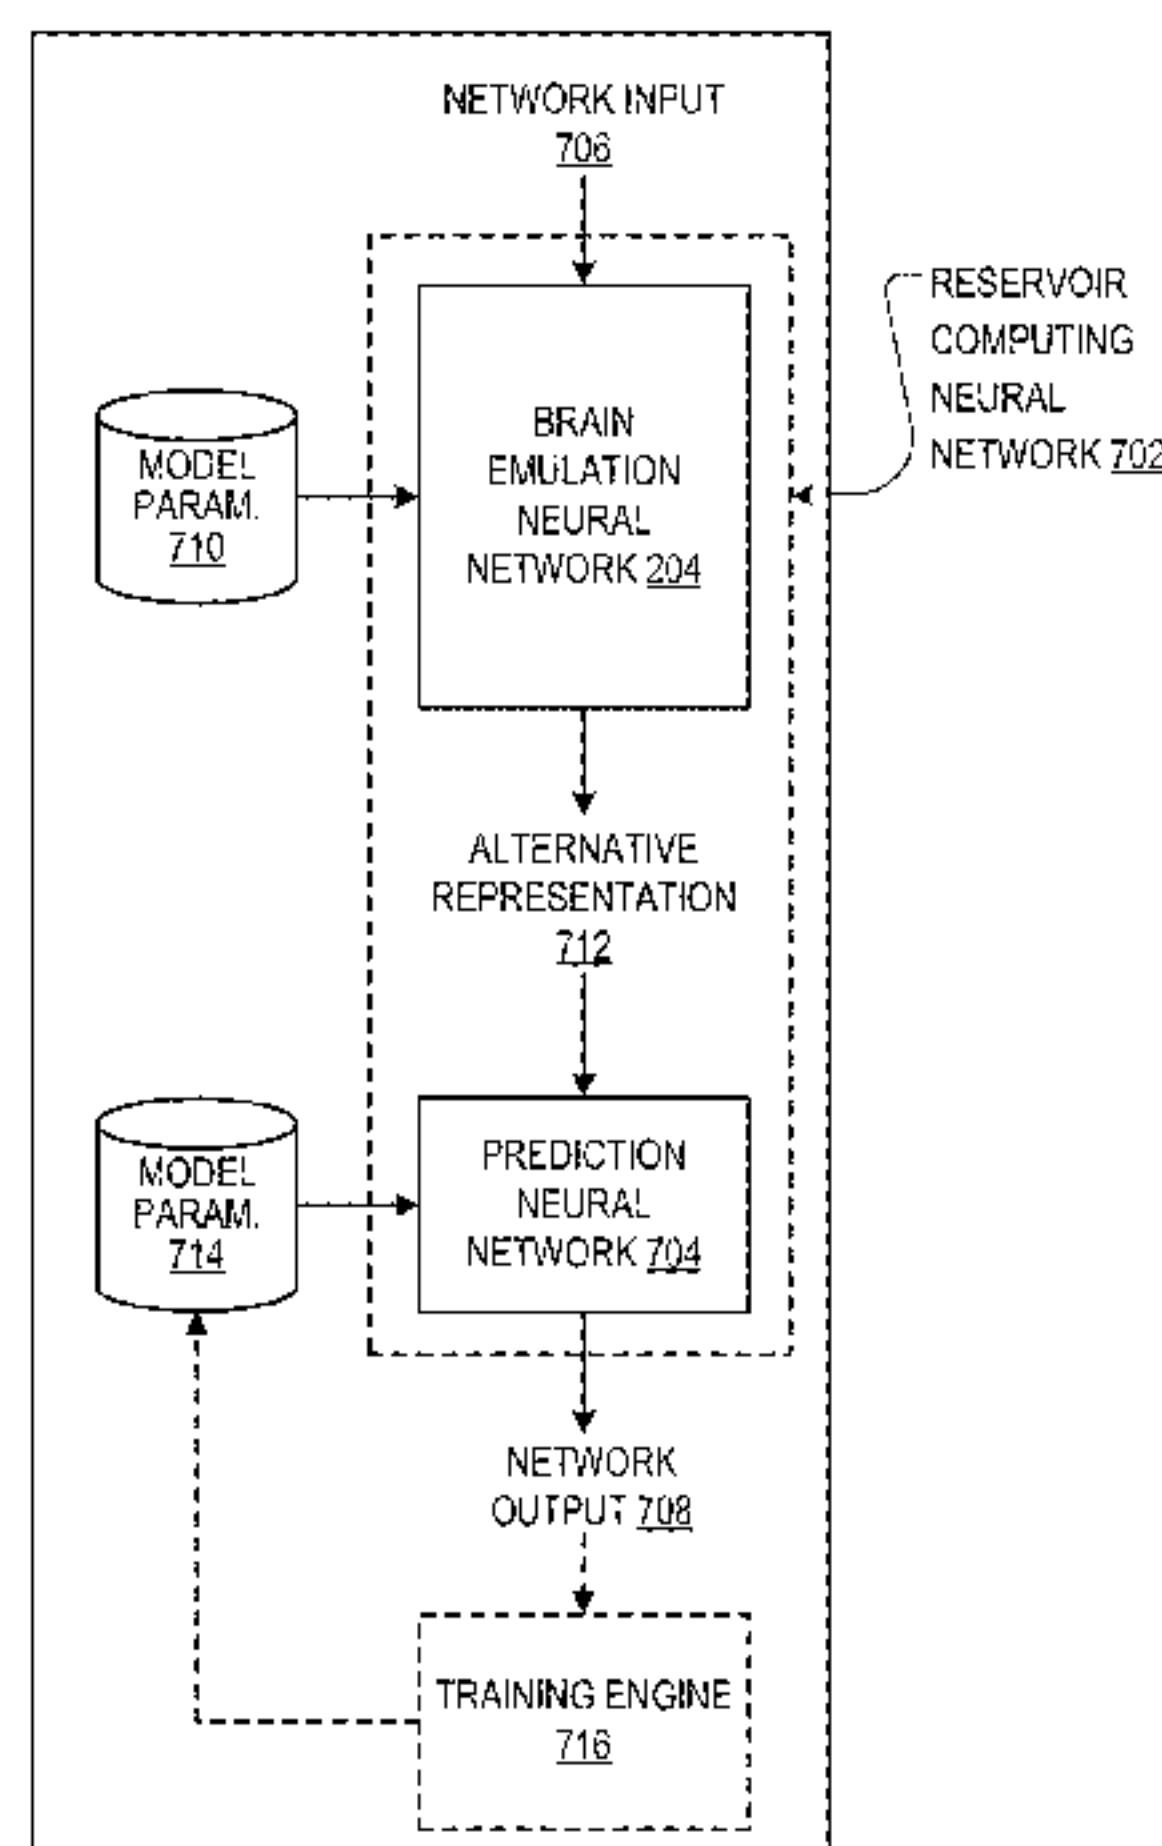 NETWORK INPUT
706
RESERVOIR
COMPUTING
NEURAL
NETWORK 702
BRAIN
EMULATION
NEURAL
NETWORK 204
MODEL
PARAM.
710
ALTERNATIVE
REPRESENTATION
712
MODEL
PARAM.
714
PREDICTION
NEURAL
NETWORK 704
NETWORK
OUTPUT 708
TRAINING ENGINE
716